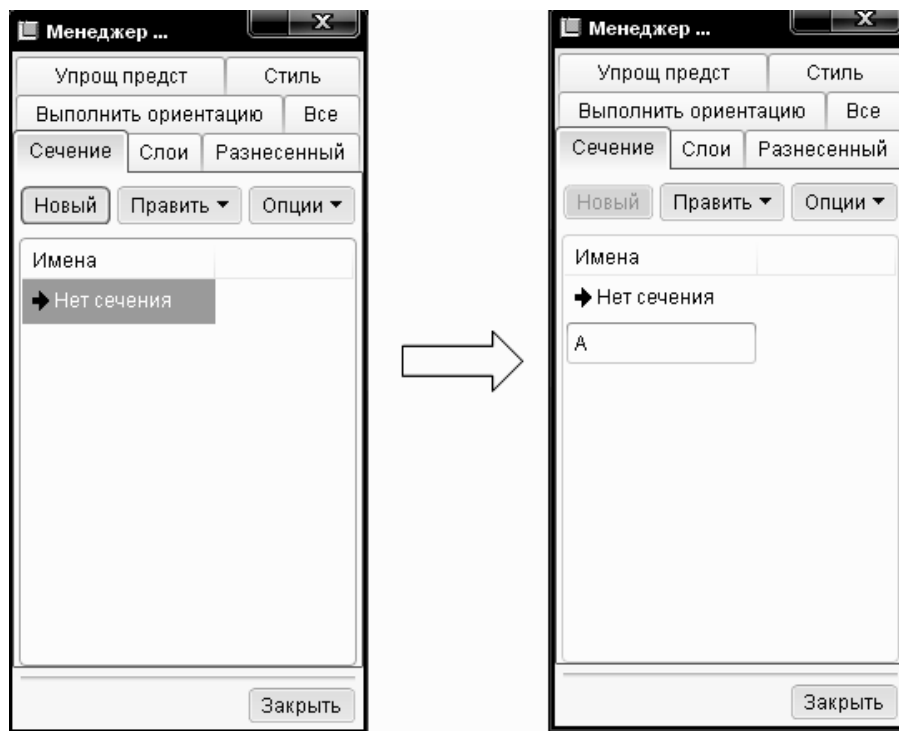 Менеджер ...
Упрощ предст Стиль
Выполнить ориентацию Все
Сечение Слои Разнесенный
Новый Править Опции
Имена
Нет сечения
Закрыть
Менеджер ...
Упрощ предст Стиль
Выполнить ориентацию Все
Сечение Слои Разнесенный
Новый Править Опции
Имена
Нет сечения
A
Закрыть